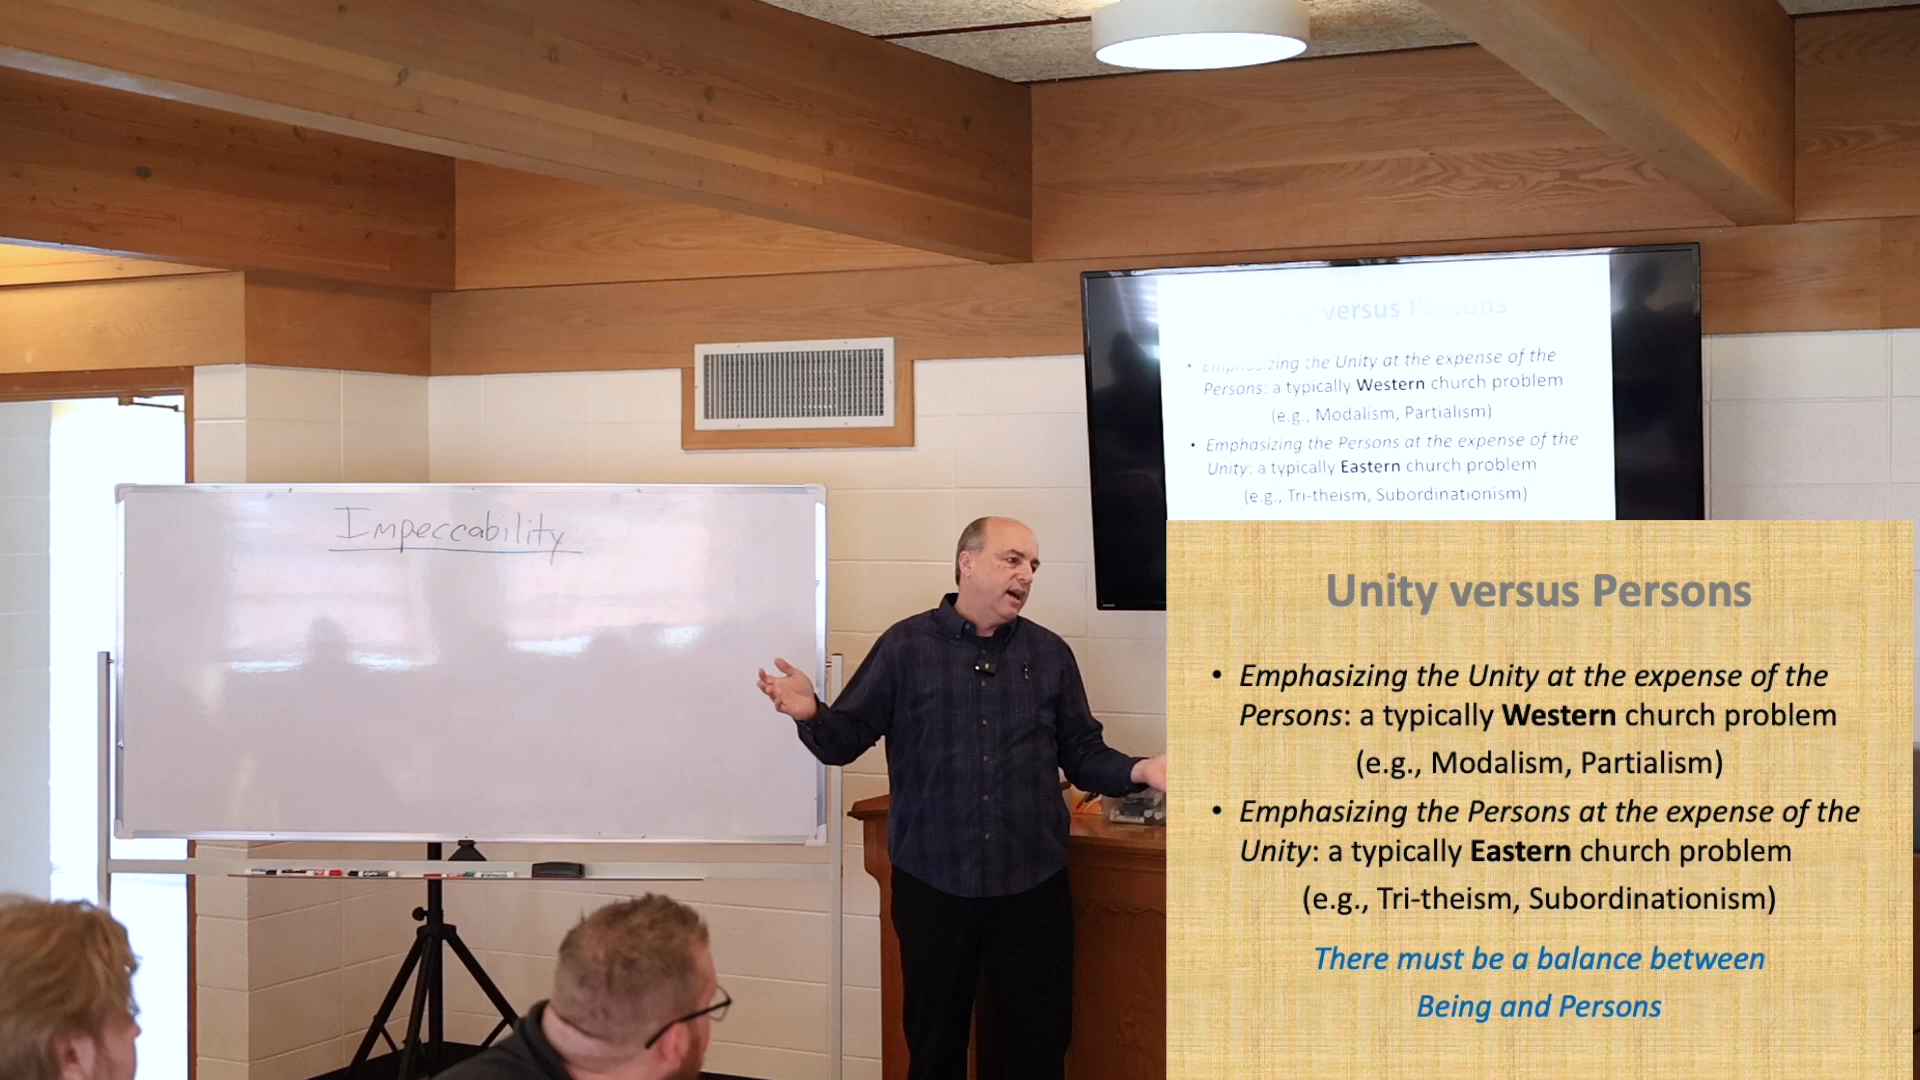 Impeccability
versus Persons
• Emphasizing the Unity at the expense of the
Persons: a typically Western church problem
(e.g., Modalism, Partialism)
• Emphasizing the Persons at the expense of the
Unity: a typically Eastern church problem
(e.g., Tri-theism, Subordinationism)
Unity versus Persons
• Emphasizing the Unity at the expense of the
Persons: a typically Western church problem
(e.g., Modalism, Partialism)
• Emphasizing the Persons at the expense of the
Unity: a typically Eastern church problem
(e.g., Tri-theism, Subordinationism)
There must be a balance between
Being and Persons